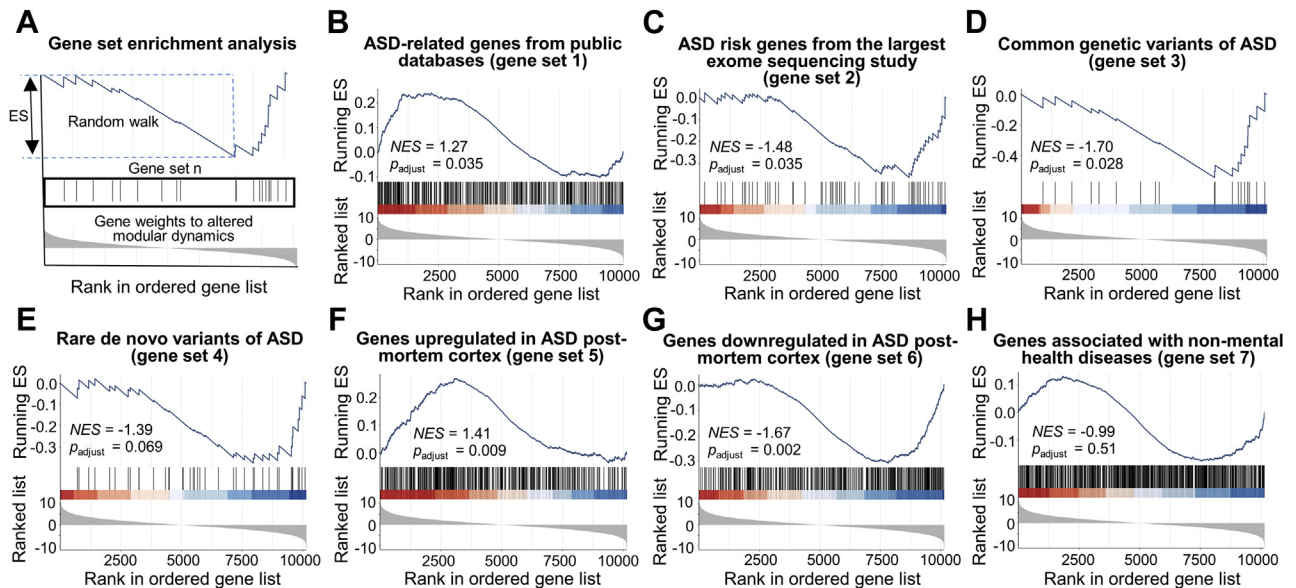 A
Gene set enrichment analysis
ES
Random walk
Gene set n
Gene weights to altered
modular dynamics
Rank in ordered gene list
B
ASD-related genes from public
databases (gene set 1)
Running ES
0.2
0.1
0.0
-0.1
NES = 1.27
padjust = 0.035
Ranked list
10
0
-10
2500
5000
7500
10000
Rank in ordered gene list
C
ASD risk genes from the largest
exome sequencing study
(gene set 2)
Running ES
0.0
-0.1
-0.2
-0.3
NES = -1.48
padjust = 0.035
Ranked list
10
0
-10
2500
5000
7500
10000
Rank in ordered gene list
D
Common genetic variants of ASD
(gene set 3)
Running ES
0.0
-0.2
-0.4
NES = -1.70
padjust = 0.028
Ranked list
10
0
-10
2500
5000
7500
10000
Rank in ordered gene list
E
Rare de novo variants of ASD
(gene set 4)
Running ES
0.0
-0.1
-0.2
-0.3
NES = -1.39
padjust = 0.069
Ranked list
10
0
-10
2500
5000
7500
10000
Rank in ordered gene list
F
Genes upregulated in ASD post-
mortem cortex (gene set 5)
Running ES
0.2
0.1
0.0
NES = 1.41
padjust = 0.009
Ranked list
10
0
-10
2500
5000
7500
10000
Rank in ordered gene list
G
Genes downregulated in ASD post-
mortem cortex (gene set 6)
Running ES
0.0
-0.1
-0.2
-0.3
NES = -1.67
padjust = 0.002
Ranked list
10
0
-10
2500
5000
7500
10000
Rank in ordered gene list
H
Genes associated with non-mental
health diseases (gene set 7)
Running ES
0.1
0.0
-0.1
NES = -0.99
padjust = 0.51
Ranked list
10
0
-10
2500
5000
7500
10000
Rank in ordered gene list